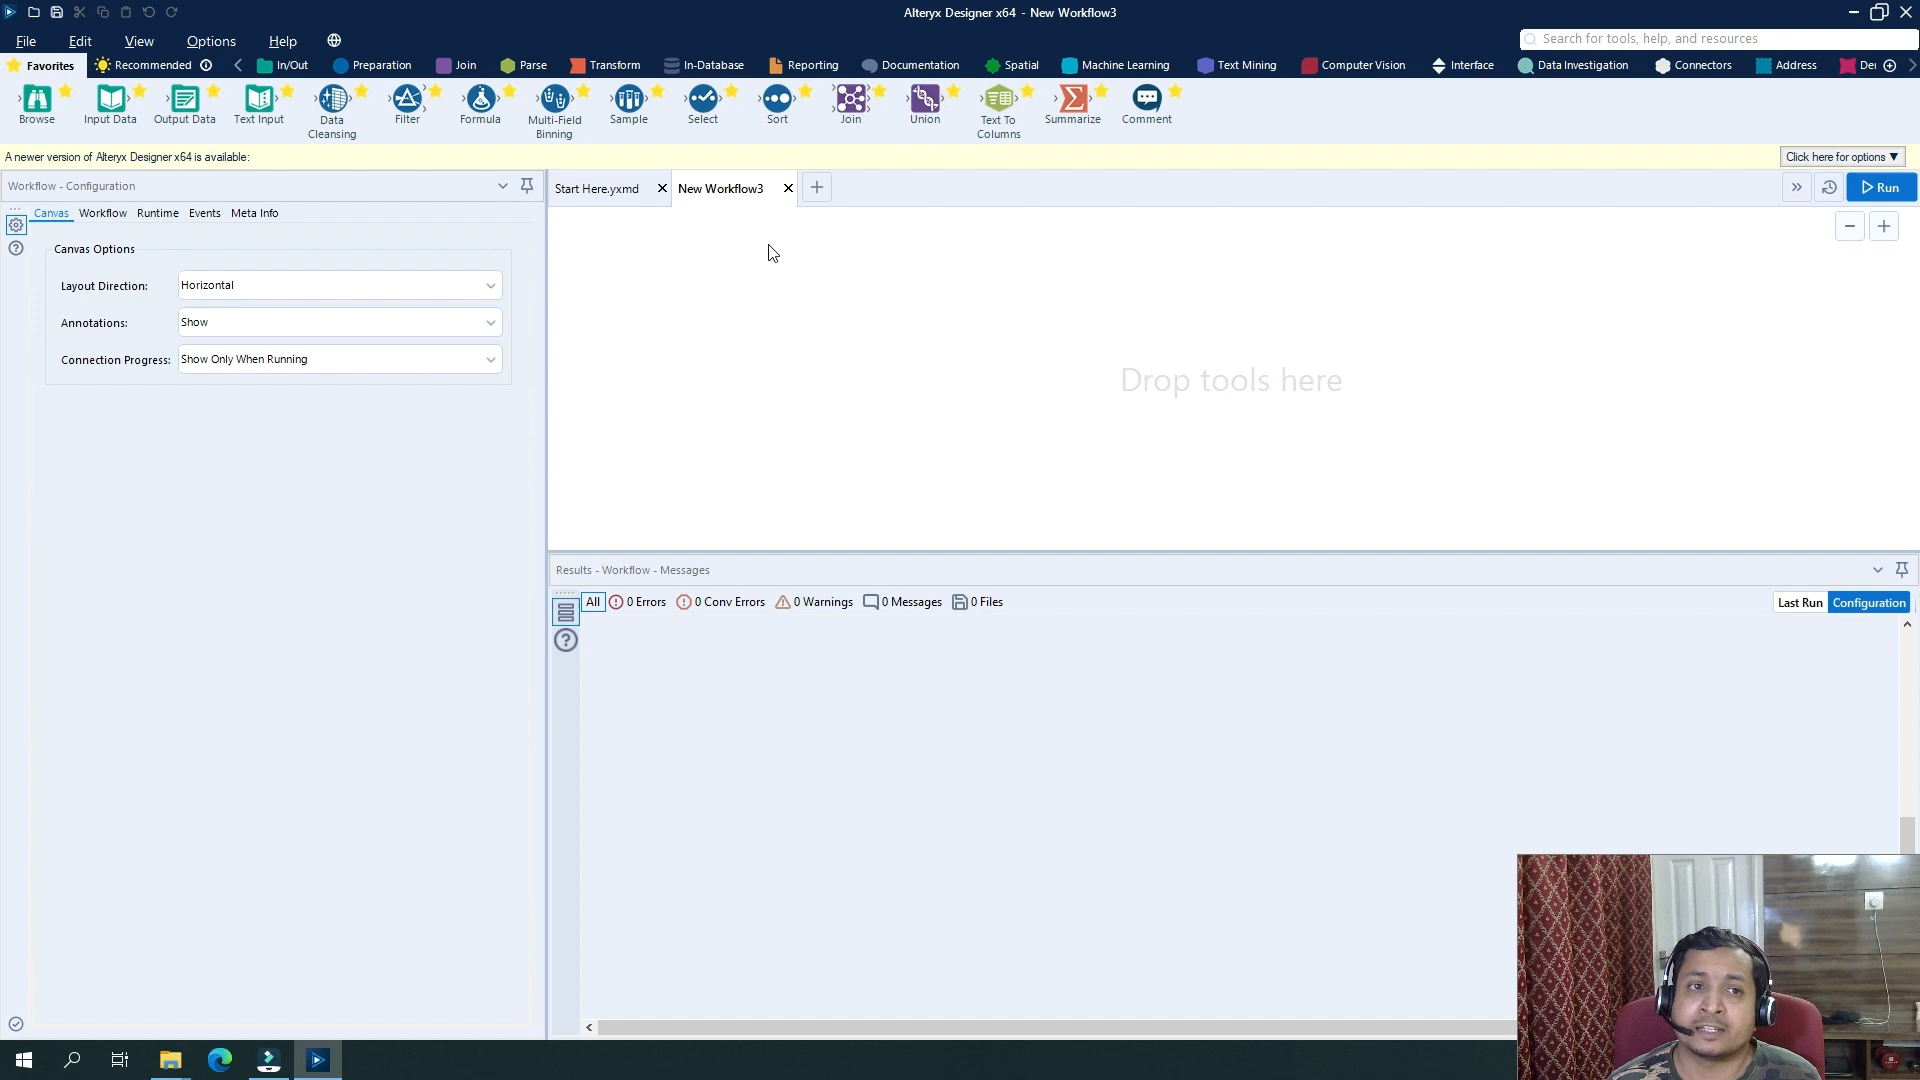 Alteryx Designer x64 - New Workflow3
File Edit View Options Help
Search for tools, help, and resources
Favorites Recommended In/Out Preparation Join Parse Transform In-Database Reporting Documentation Spatial Machine Learning Text Mining Computer Vision Interface Data Investigation Connectors Address De
Browse Input Data Output Data Text Input Data Cleansing Filter Formula Multi-Field Binning Sample Select Sort Join Union Text To Columns Summarize Comment
A newer version of Alteryx Designer x64 is available:
Click here for options ▼
Workflow - Configuration
Start Here.yxmd New Workflow3
Run
Canvas Workflow Runtime Events Meta Info
Canvas Options
Layout Direction: Horizontal
Annotations: Show
Connection Progress: Show Only When Running
Drop tools here
Results - Workflow - Messages
All 0 Errors 0 Conv Errors 0 Warnings 0 Messages 0 Files
Last Run Configuration